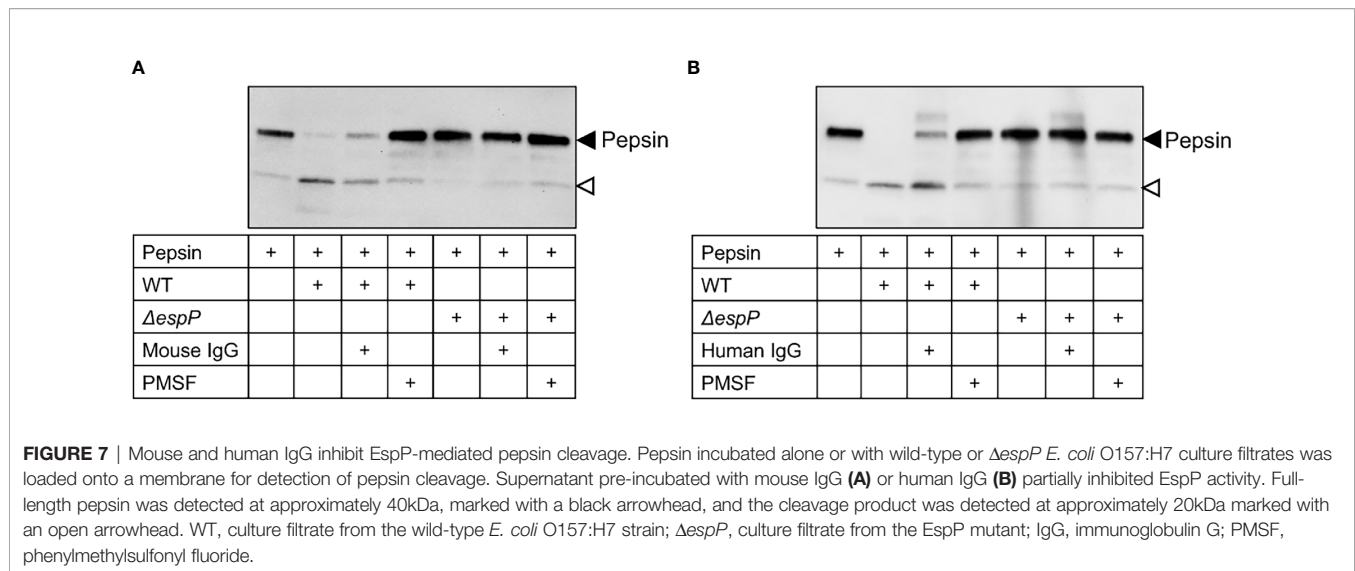 A
B
Pepsin
Pepsin
Pepsin + + + + + + +
WT + + +
ΔespP + + +
Mouse IgG + +
PMSF + +
Pepsin + + + + + + +
WT + + +
ΔespP + + +
Human IgG + +
PMSF + +
FIGURE 7 | Mouse and human IgG inhibit EspP-mediated pepsin cleavage. Pepsin incubated alone or with wild-type or ΔespP E. coli O157:H7 culture filtrates was
loaded onto a membrane for detection of pepsin cleavage. Supernatant pre-incubated with mouse IgG (A) or human IgG (B) partially inhibited EspP activity. Full-
length pepsin was detected at approximately 40kDa, marked with a black arrowhead, and the cleavage product was detected at approximately 20kDa marked with
an open arrowhead. WT, culture filtrate from the wild-type E. coli O157:H7 strain; ΔespP, culture filtrate from the EspP mutant; IgG, immunoglobulin G; PMSF,
phenylmethylsulfonyl fluoride.